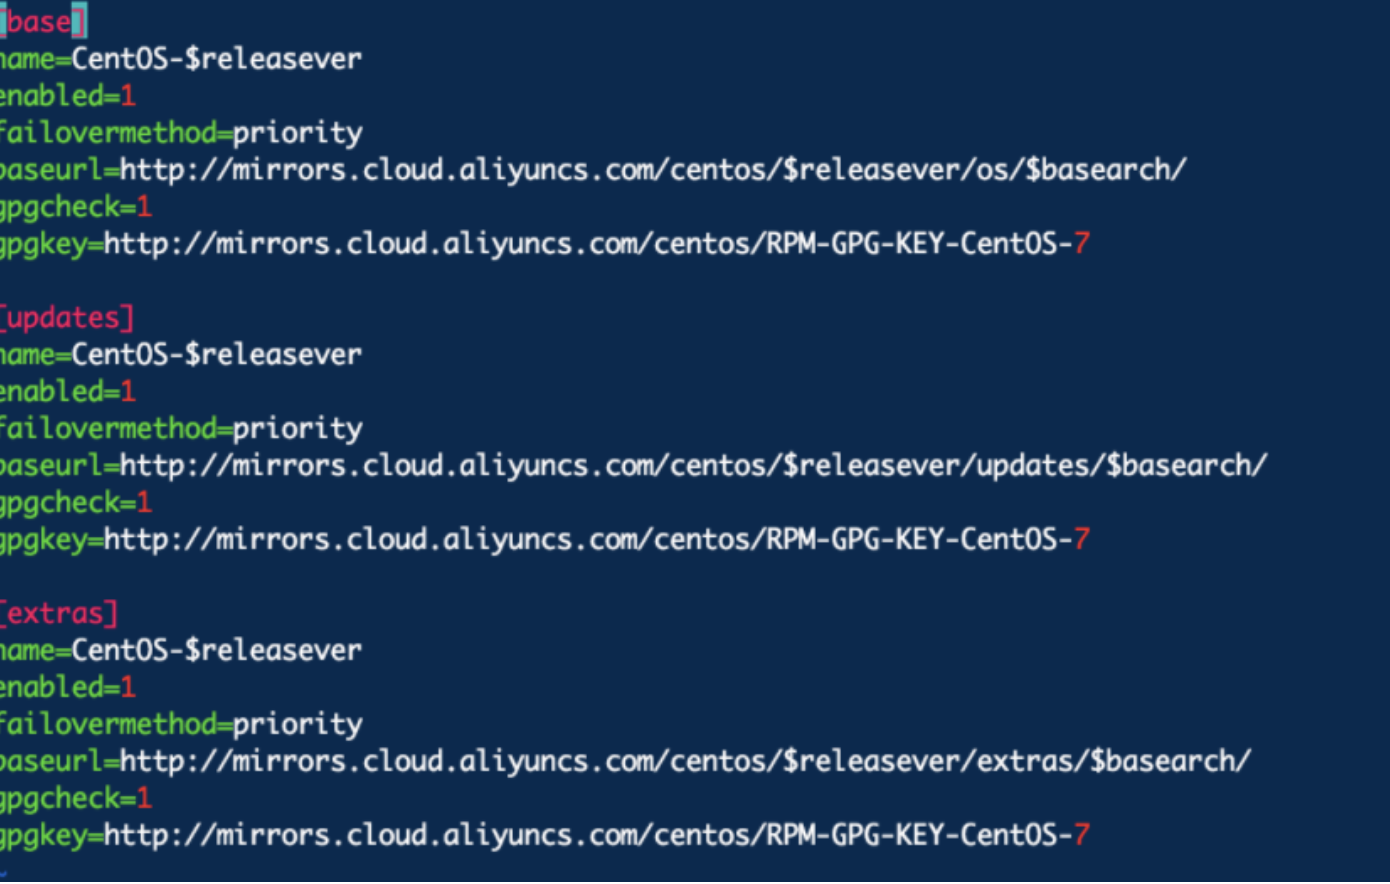 [base]
name=CentOS-$releasever
enabled=1
failovermethod=priority
baseurl=http://mirrors.cloud.aliyuncs.com/centos/$releasever/os/$basearch/
gpgcheck=1
gpgkey=http://mirrors.cloud.aliyuncs.com/centos/RPM-GPG-KEY-CentOS-7
[updates]
name=CentOS-$releasever
enabled=1
failovermethod=priority
baseurl=http://mirrors.cloud.aliyuncs.com/centos/$releasever/updates/$basearch/
gpgcheck=1
gpgkey=http://mirrors.cloud.aliyuncs.com/centos/RPM-GPG-KEY-CentOS-7
[extras]
name=CentOS-$releasever
enabled=1
failovermethod=priority
baseurl=http://mirrors.cloud.aliyuncs.com/centos/$releasever/extras/$basearch/
gpgcheck=1
gpgkey=http://mirrors.cloud.aliyuncs.com/centos/RPM-GPG-KEY-CentOS-7
~